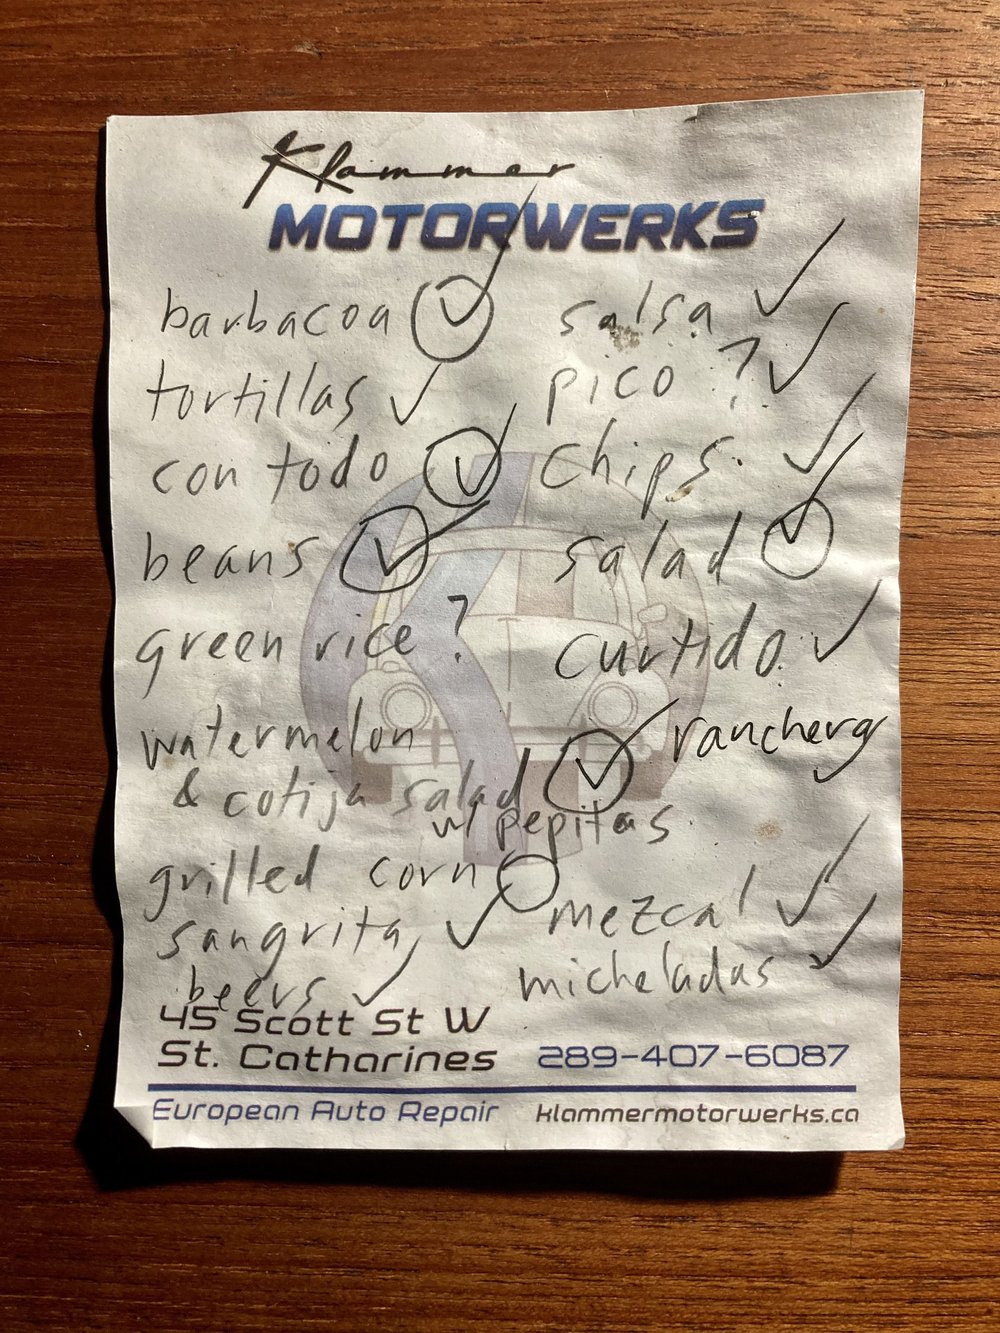 Klammer
MOTORWERKS
barbacoa ✓
tortillas ✓
con todo ✓
beans ✓
green rice ?
watermelon
& cotija salad ✓
w/ pepitas
grilled corn
sangrita ✓
beers ✓
salsa ✓
pico ? ✓
chips ✓
salad ✓
curtido ✓
ranchera
mezcal ✓
micheladas ✓
45 Scott St W
St. Catharines
289-407-6087
European Auto Repair
klammermotorwerks.ca